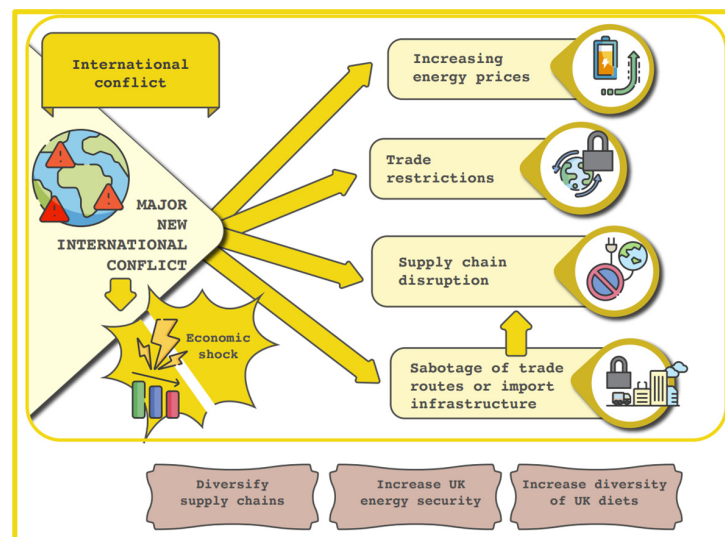 International
conflict
MAJOR
NEW
INTERNATIONAL
CONFLICT
Economic
shock
Increasing
energy prices
Trade
restrictions
Supply chain
disruption
Sabotage of trade
routes or import
infrastructure
Diversify
supply chains
Increase UK
energy security
Increase diversity
of UK diets